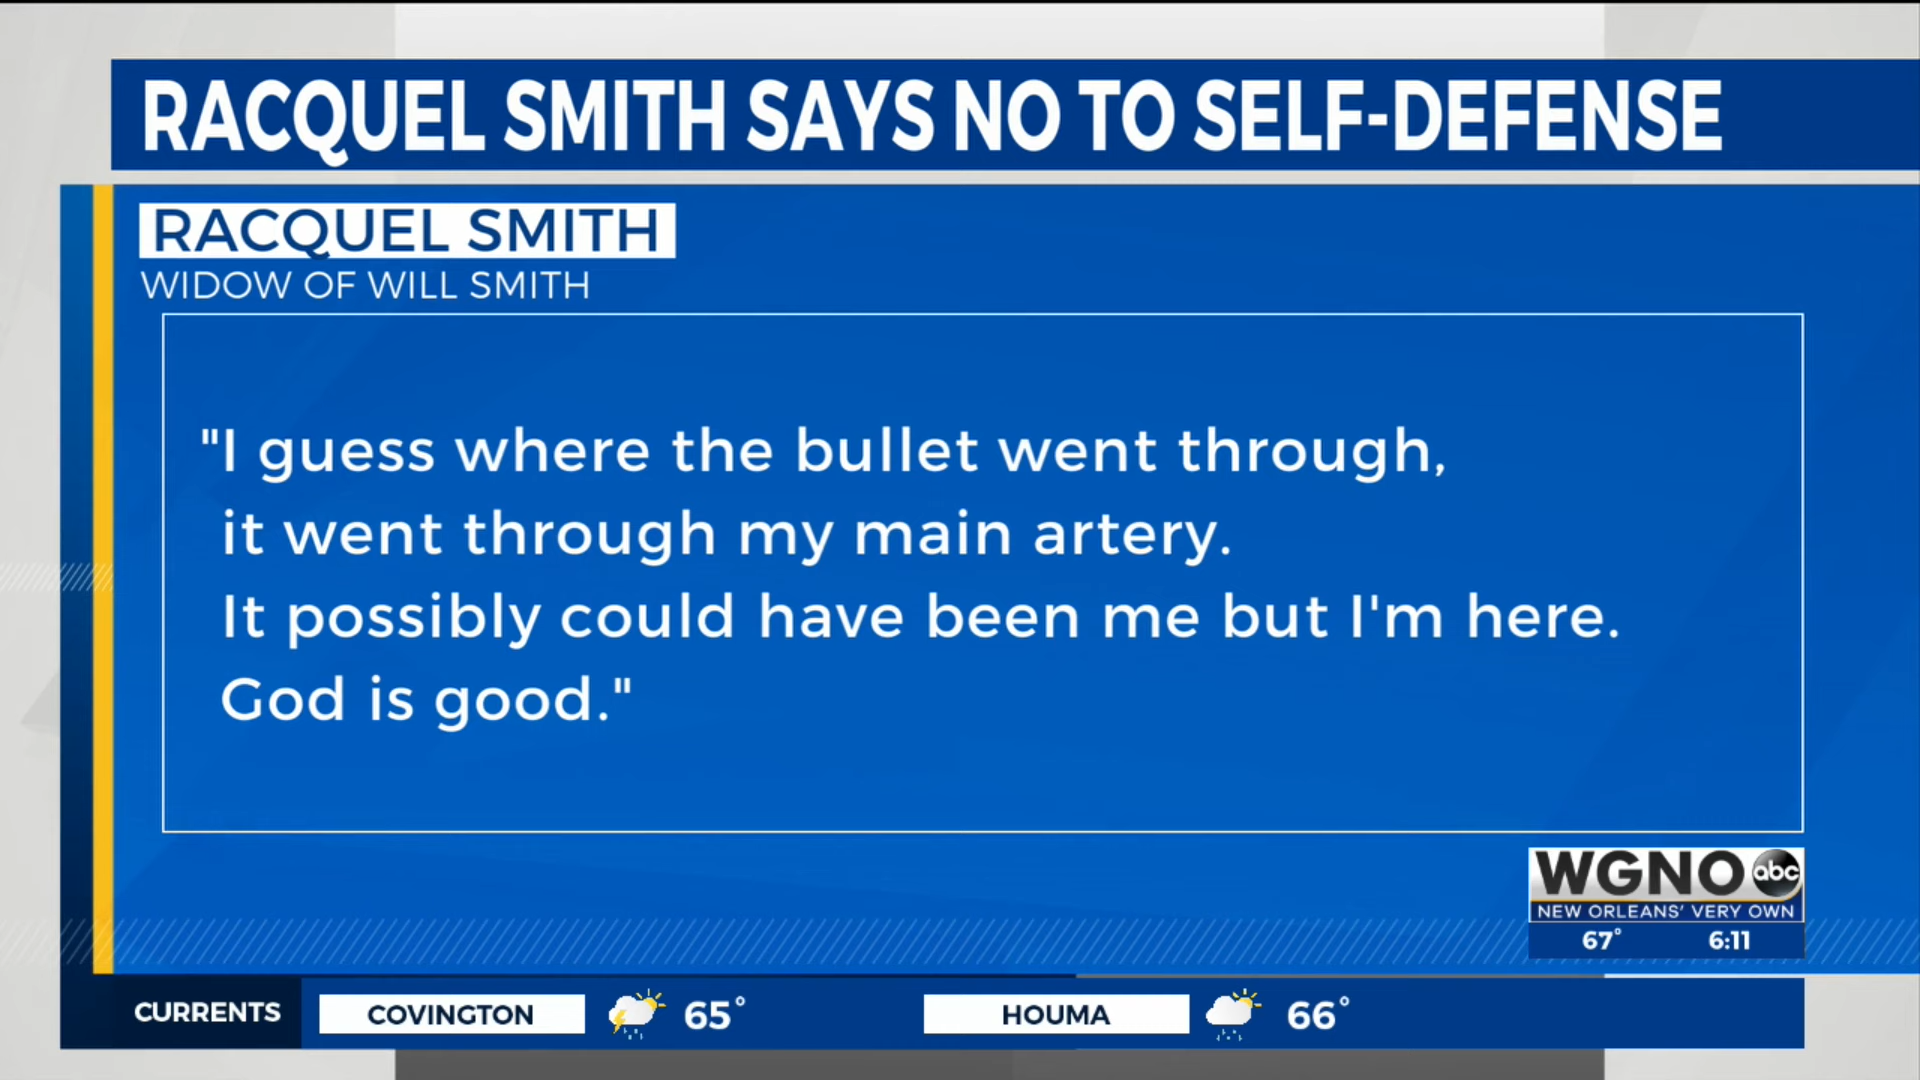 RACQUEL SMITH SAYS NO TO SELF-DEFENSE
RACQUEL SMITH
WIDOW OF WILL SMITH
"I guess where the bullet went through,
it went through my main artery.
It possibly could have been me but I'm here.
God is good."
WGNO abc
NEW ORLEANS' VERY OWN
67° 6:11
CURRENTS COVINGTON 65° HOUMA 66°